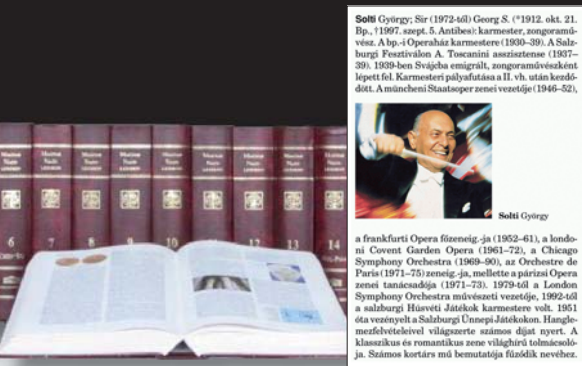 Magyar
Nagy
LEXIKON
6
7
8
9
10
12
13
14
Solti György; Sir (1972-től) Georg S. (*1912. okt. 21.
Bp., †1997. szept. 5. Antibes): karmester, zongoramű-
vész. A bp.-i Operaház karmestere (1930–39). A Salz-
burgi Fesztiválon A. Toscanini asszisztense (1937–
39). 1939-ben Svájcba emigrált, zongoraművészként
lépett fel. Karmesteri pályafutása a II. vh. után kezdő-
dött. A müncheni Staatsoper zenei vezetője (1946–52),
Solti György
a frankfurti Opera főzeneig.-ja (1952–61), a londo-
ni Covent Garden Opera (1961–72), a Chicago
Symphony Orchestra (1969–90), az Orchestre de
Paris (1971–75) zeneig.-ja, mellette a párizsi Opera
zenei tanácsadója (1971–73). 1979-től a London
Symphony Orchestra művészeti vezetője, 1992-től
a salzburgi Húsvéti Játékok karmestere volt. 1951
óta vezényelt a Salzburgi Ünnepi Játékokon. Hangle-
mezfelvételeivel világszerte számos díjat nyert. A
klasszikus és romantikus zene világhírű tolmácsoló-
ja. Számos kortárs mű bemutatója fűződik nevéhez.